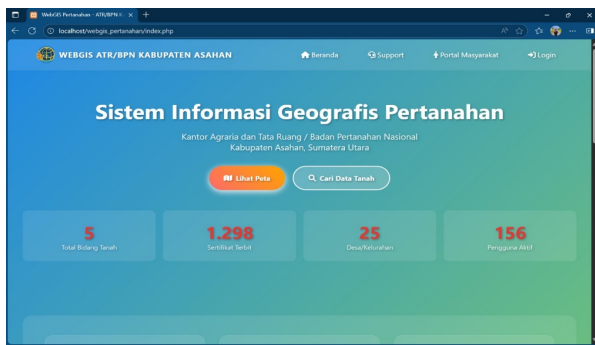 WebGIS Pertanahan - ATR/BPN K
localhost/webgis_pertanahan/index.php
WEBGIS ATR/BPN KABUPATEN ASAHAN
Beranda
Support
Portal Masyarakat
Login
Sistem Informasi Geografis Pertanahan
Kantor Agraria dan Tata Ruang / Badan Pertanahan Nasional
Kabupaten Asahan, Sumatera Utara
Lihat Peta
Cari Data Tanah
5
Total Bidang Tanah
1.298
Sertifikat Terbit
25
Desa/Kelurahan
156
Pengguna Aktif